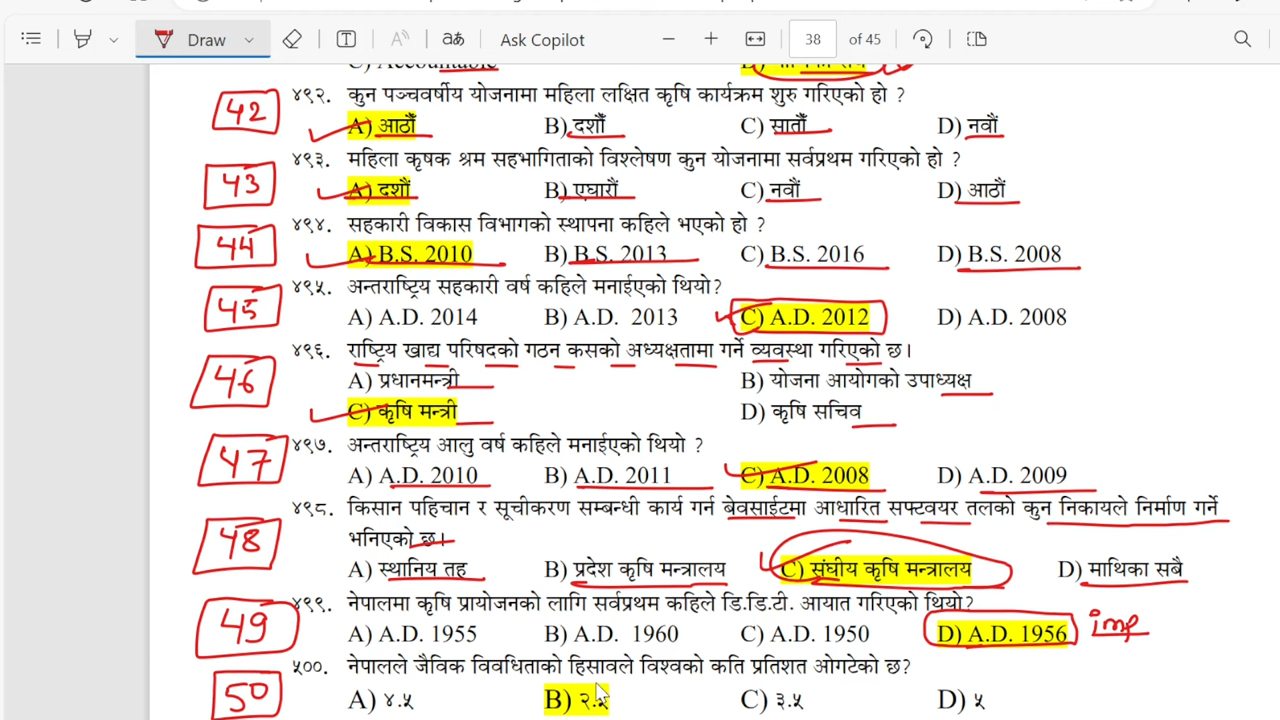 Draw
Ask Copilot
38 of 45
C) Accountable
42 ४९२. कुन पञ्चवर्षीय योजनामा महिला लक्षित कृषि कार्यक्रम शुरु गरिएको हो ?
A) आठौँ B) दशौँ C) सातौँ D) नवौं
43 ४९३. महिला कृषक श्रम सहभागिताको विश्लेषण कुन योजनामा सर्वप्रथम गरिएको हो ?
A) दशौं B) एघारौं C) नवौं D) आठौं
44 ४९४. सहकारी विकास विभागको स्थापना कहिले भएको हो ?
A) B.S. 2010 B) B.S. 2013 C) B.S. 2016 D) B.S. 2008
45 ४९५. अन्तराष्ट्रिय सहकारी वर्ष कहिले मनाईएको थियो?
A) A.D. 2014 B) A.D. 2013 C) A.D. 2012 D) A.D. 2008
46 ४९६. राष्ट्रिय खाद्य परिषदको गठन कसको अध्यक्षतामा गर्ने व्यवस्था गरिएको छ।
A) प्रधानमन्त्री B) योजना आयोगको उपाध्यक्ष
C) कृषि मन्त्री D) कृषि सचिव
47 ४९७. अन्तराष्ट्रिय आलु वर्ष कहिले मनाईएको थियो ?
A) A.D. 2010 B) A.D. 2011 C) A.D. 2008 D) A.D. 2009
48 ४९८. किसान पहिचान र सूचीकरण सम्बन्धी कार्य गर्न बेवसाईटमा आधारित सफ्टवयर तलको कुन निकायले निर्माण गर्ने
भनिएको छ।
A) स्थानिय तह B) प्रदेश कृषि मन्त्रालय C) संघीय कृषि मन्त्रालय D) माथिका सबै
49 ४९९. नेपालमा कृषि प्रायोजनको लागि सर्वप्रथम कहिले डि.डि.टी. आयात गरिएको थियो?
A) A.D. 1955 B) A.D. 1960 C) A.D. 1950 D) A.D. 1956 imp
50 ५००. नेपालले जैविक विवधिताको हिसावले विश्वको कति प्रतिशत ओगटेको छ?
A) ४.५ B) २.५ C) ३.५ D) ५